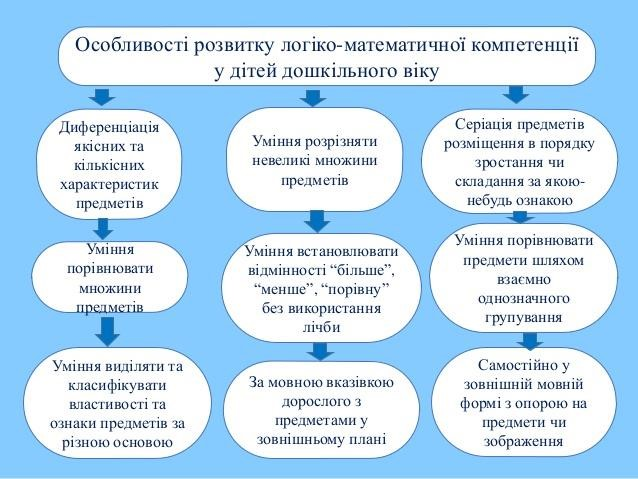 Особливості розвитку логіко-математичної компетенції
у дітей дошкільного віку
Диференціація
якісних та
кількісних
характеристик
предметів
Уміння розрізняти
невеликі множини
предметів
Серіація предметів
розміщення в порядку
зростання чи
складання за якою-
небудь ознакою
Уміння
порівнювати
множини
предметів
Уміння встановлювати
відмінності “більше”,
“менше”, “порівну”
без використання
лічби
Уміння порівнювати
предмети шляхом
взаємно
однозначного
групування
Уміння виділяти та
класифікувати
властивості та
ознаки предметів за
різною основою
За мовною вказівкою
дорослого з
предметами у
зовнішньому плані
Самостійно у
зовнішній мовній
формі з опорою на
предмети чи
зображення